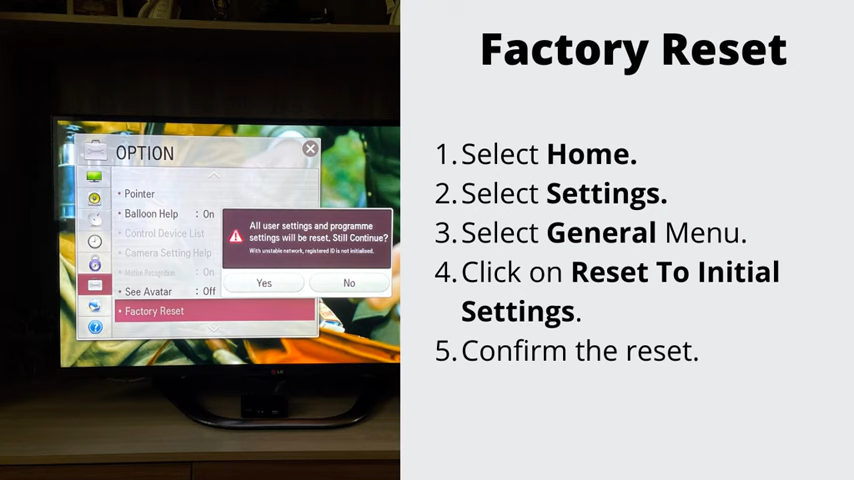 Factory Reset
1. Select Home.
2. Select Settings.
3. Select General Menu.
4. Click on Reset To Initial
Settings.
5. Confirm the reset.
OPTION
• Pointer
• Balloon Help : On
• Control Device List
• Camera Setting Help
• Motion Recognition : On
• See Avatar : Off
• Factory Reset
All user settings and programme
settings will be reset. Still Continue?
With unstable network, registered ID is not initialised.
Yes
No
LG